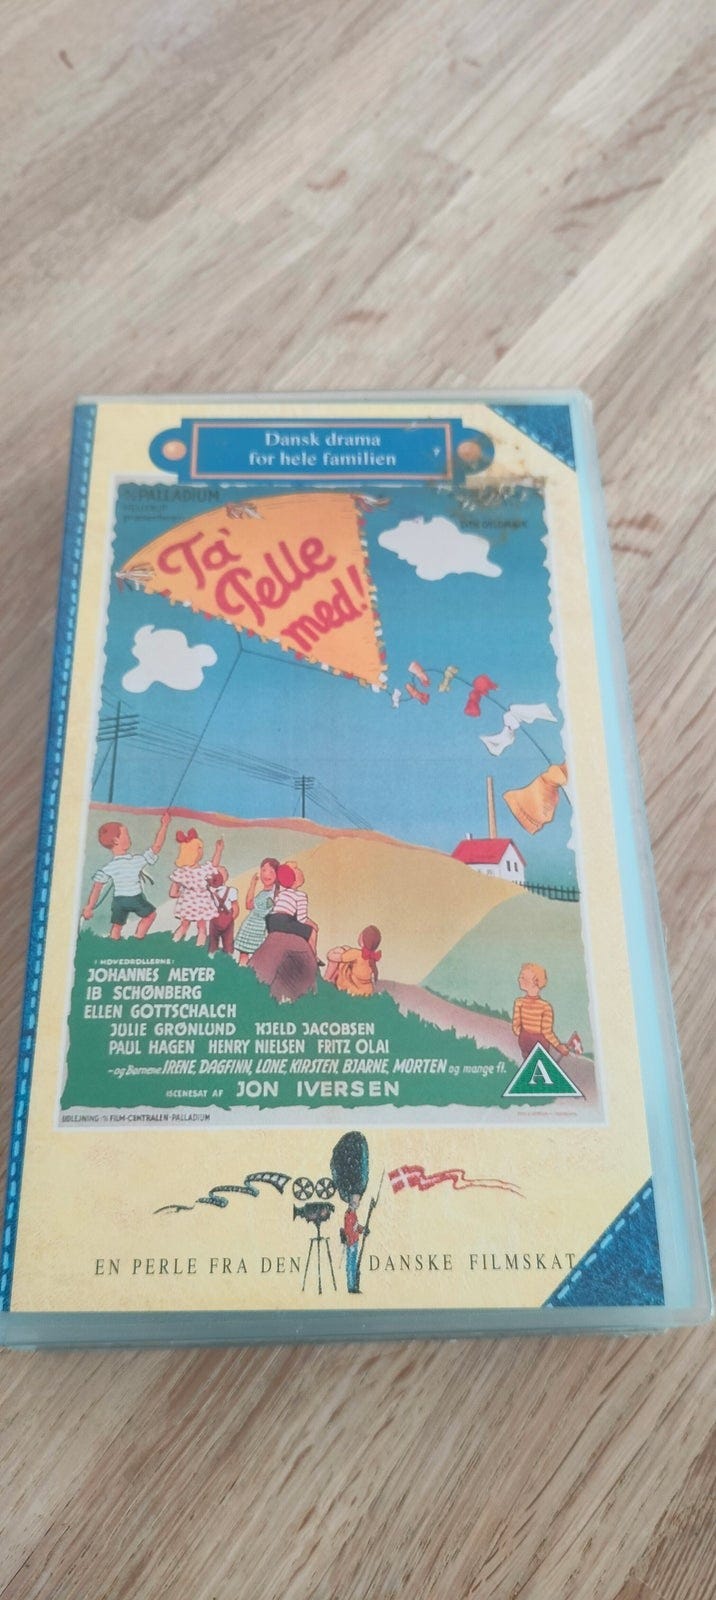 Dansk drama
for hele familien
PALLADIUM
Ta'
Pelle
med!
I HOVEDROLLERNE:
JOHANNES MEYER
IB SCHØNBERG
ELLEN GOTTSCHALCH
JULIE GRØNLUND KJELD JACOBSEN
PAUL HAGEN HENRY NIELSEN FRITZ OLAI
-og Børnene IRENE, DAGFINN, LONE, KIRSTEN, BJARNE, MORTEN og mange fl.
ISCENESAT AF JON IVERSEN
A
UDLEJNING: % FILM-CENTRALEN-PALLADIUM
EN PERLE FRA DEN DANSKE FILMSKAT